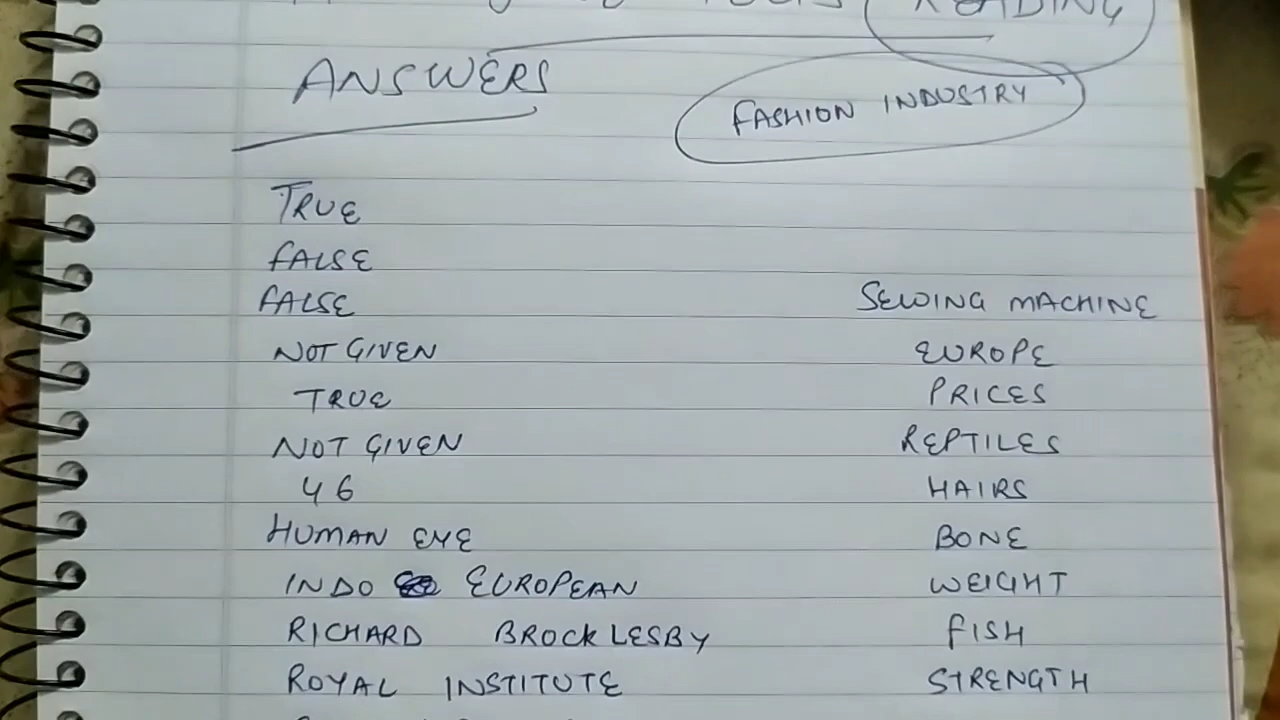 READING
ANSWERS
FASHION INDUSTRY
TRUE
FALSE
FALSE SEWING MACHINE
NOT GIVEN EUROPE
TRUE PRICES
NOT GIVEN REPTILES
46 HAIRS
HUMAN EYE BONE
INDO EUROPEAN WEIGHT
RICHARD BROCKLESBY FISH
ROYAL INSTITUTE STRENGTH